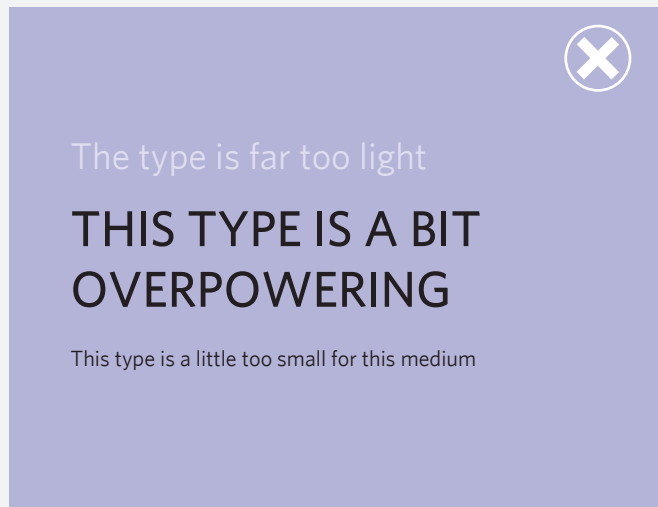 The type is far too light
THIS TYPE IS A BIT
OVERPOWERING
This type is a little too small for this medium